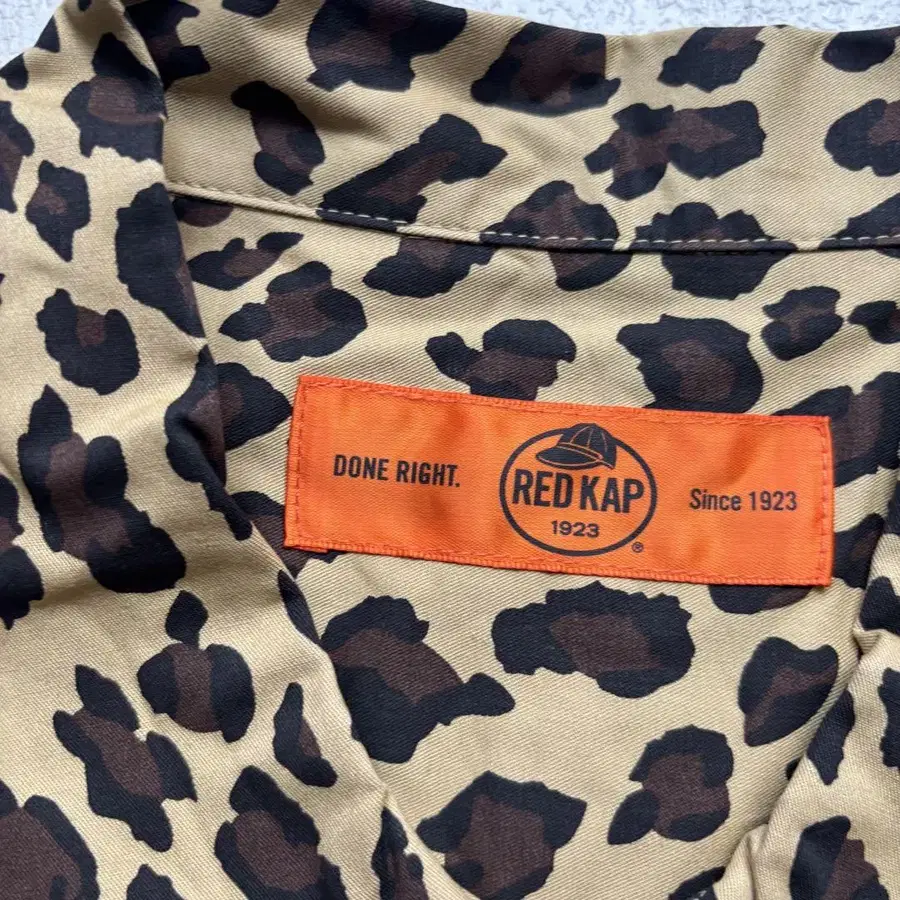 DONE RIGHT.
RED KAP
1923
®
Since 1923